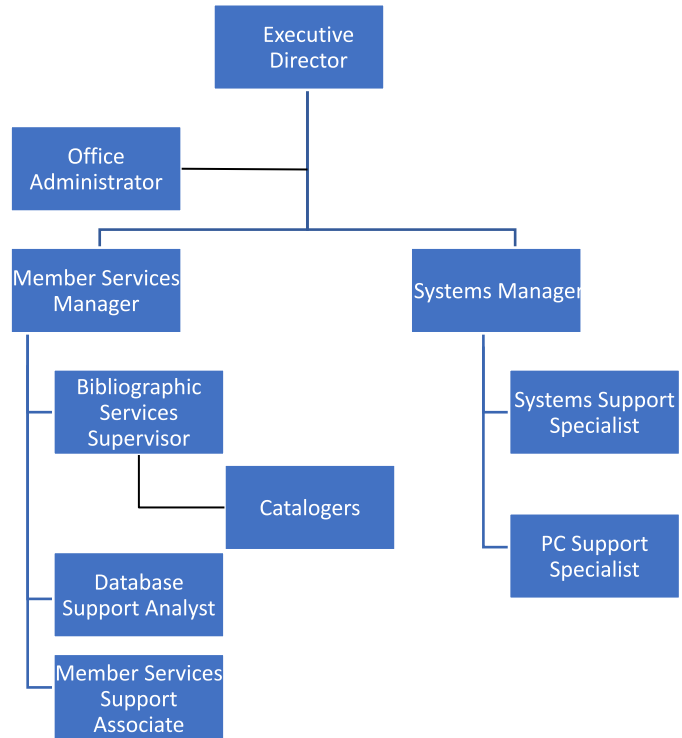 Executive
Director
Office
Administrator
Member Services
Manager
Systems Manager
Bibliographic
Services
Supervisor
Systems Support
Specialist
Catalogers
PC Support
Specialist
Database
Support Analyst
Member Services
Support
Associate